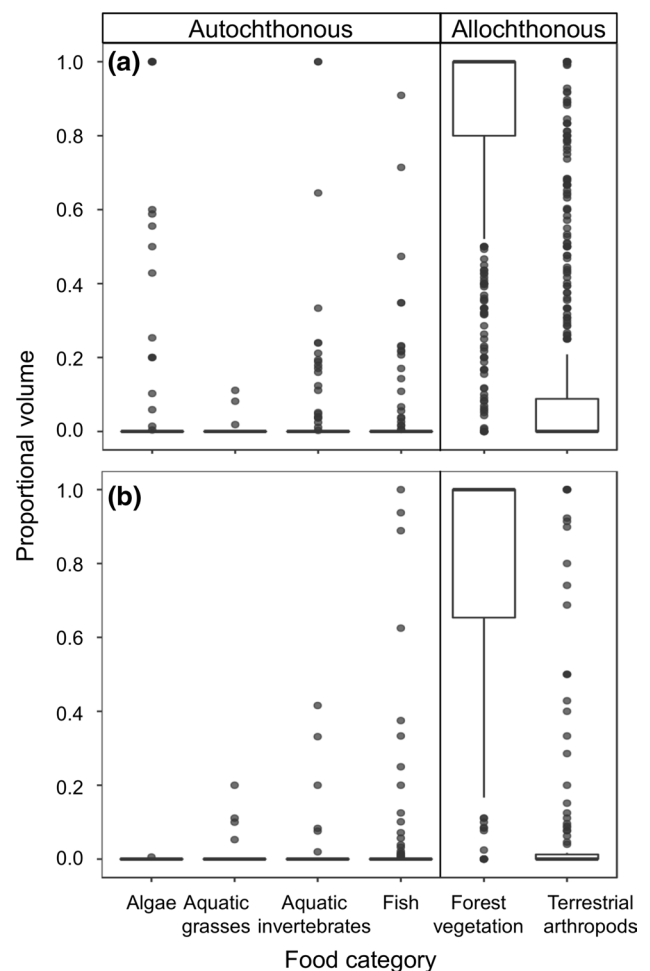 Autochthonous Allochthonous
(a)
1.0
0.8
0.6
0.4
0.2
0.0
Proportional volume
(b)
1.0
0.8
0.6
0.4
0.2
0.0
Algae Aquatic Aquatic Fish Forest Terrestrial
grasses invertebrates vegetation arthropods
Food category